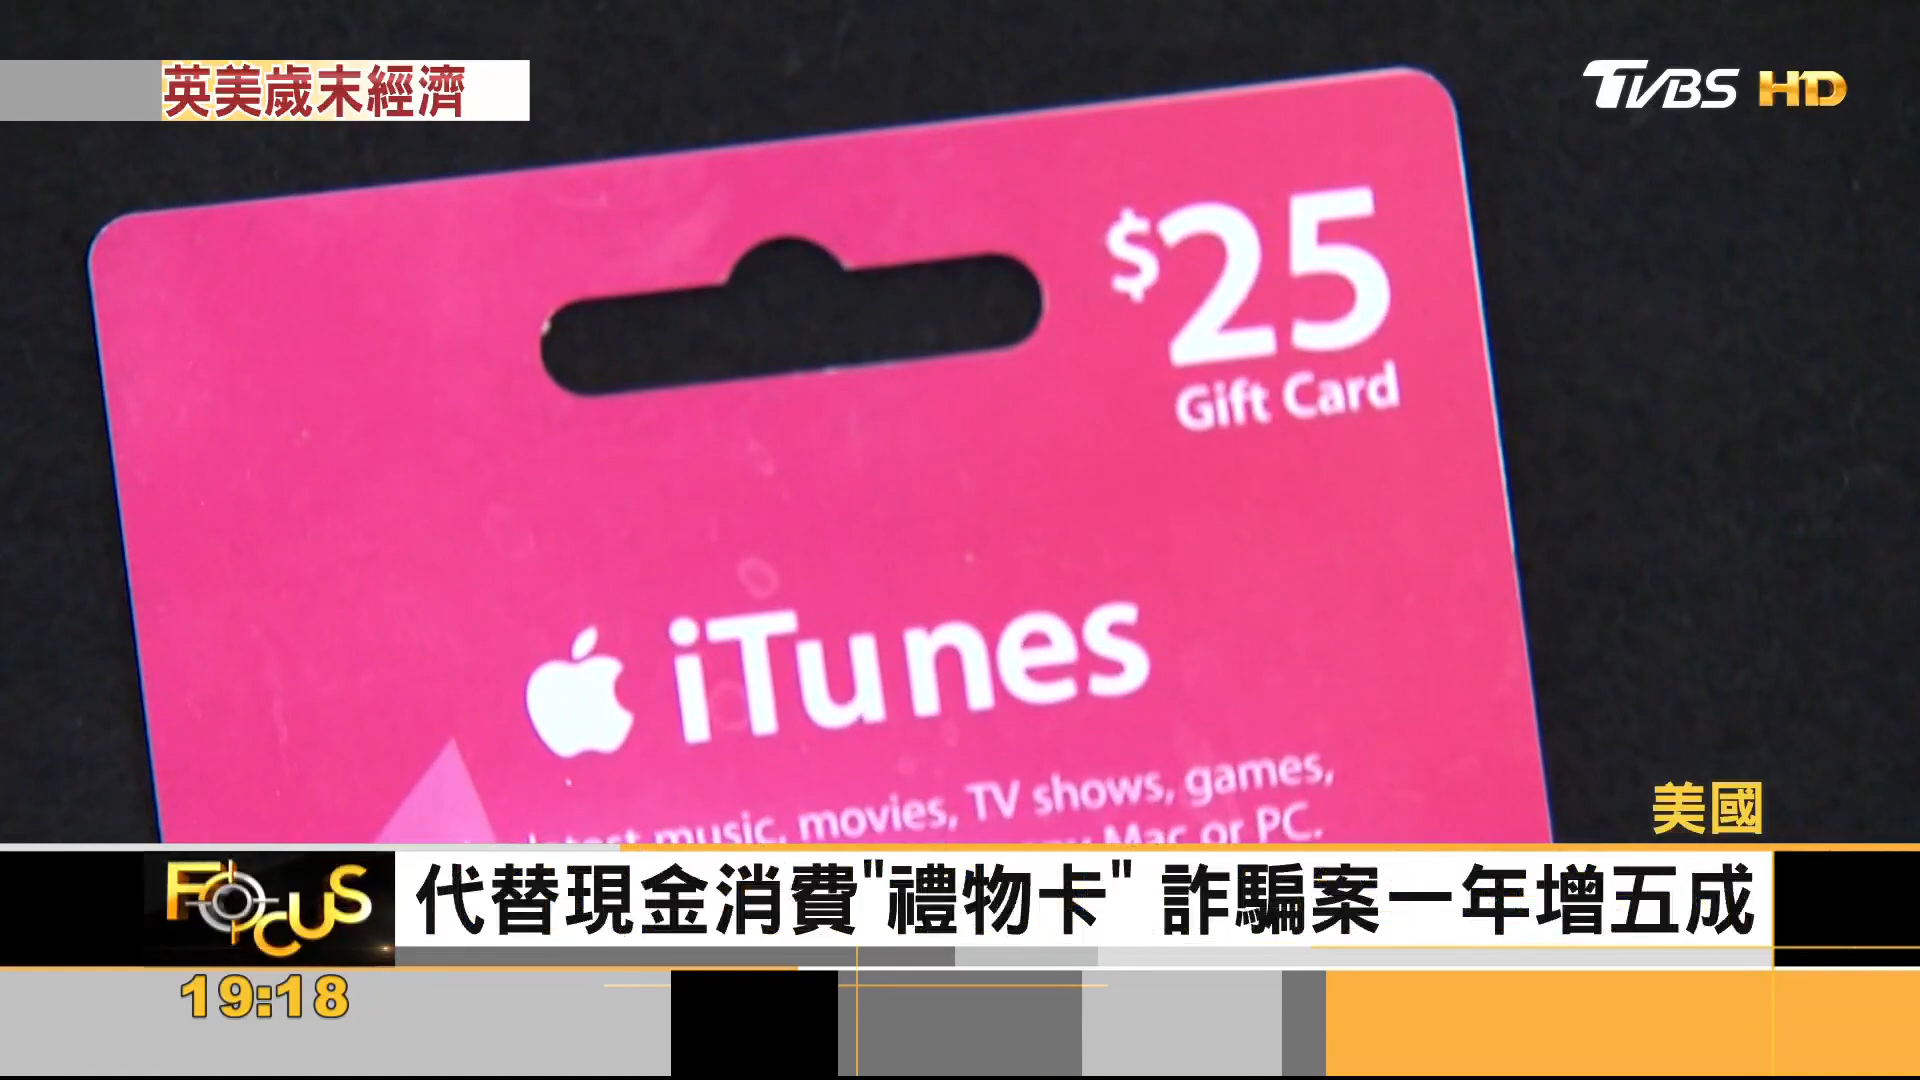 英美歲末經濟
TVBS HD
$25
Gift Card
iTunes
latest music, movies, TV shows, games,
Mac or PC.
美國
代替現金消費"禮物卡" 詐騙案一年增五成
FOCUS
19:18